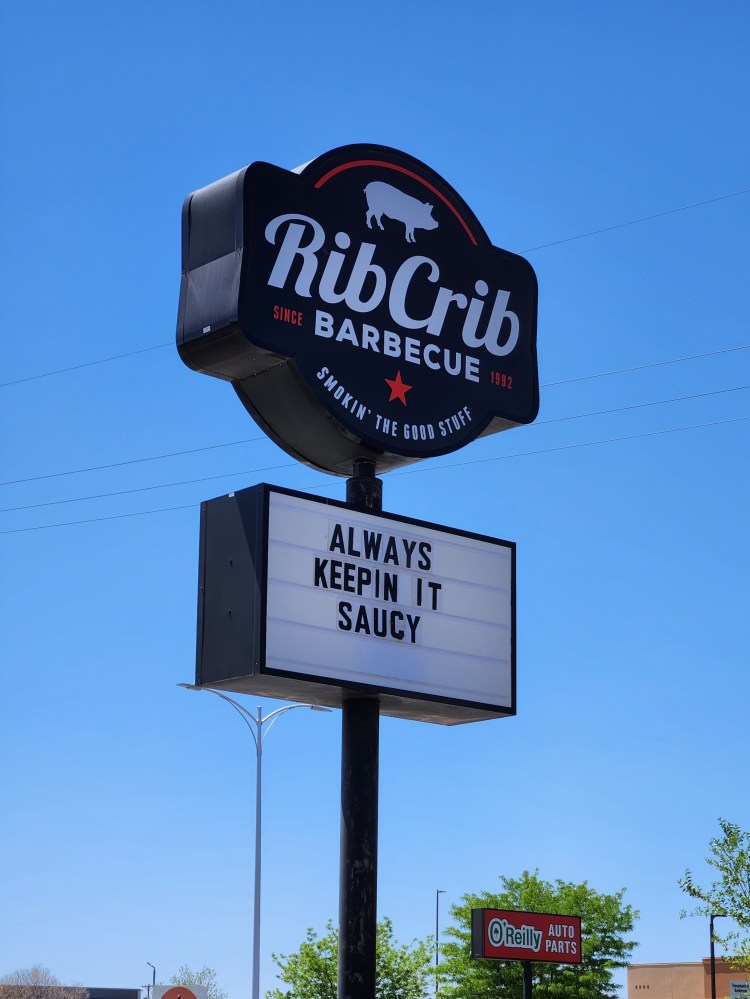 RibCrib
SINCE BARBECUE 1992
SMOKIN' THE GOOD STUFF
ALWAYS
KEEPIN IT
SAUCY
O'Reilly AUTO
PARTS